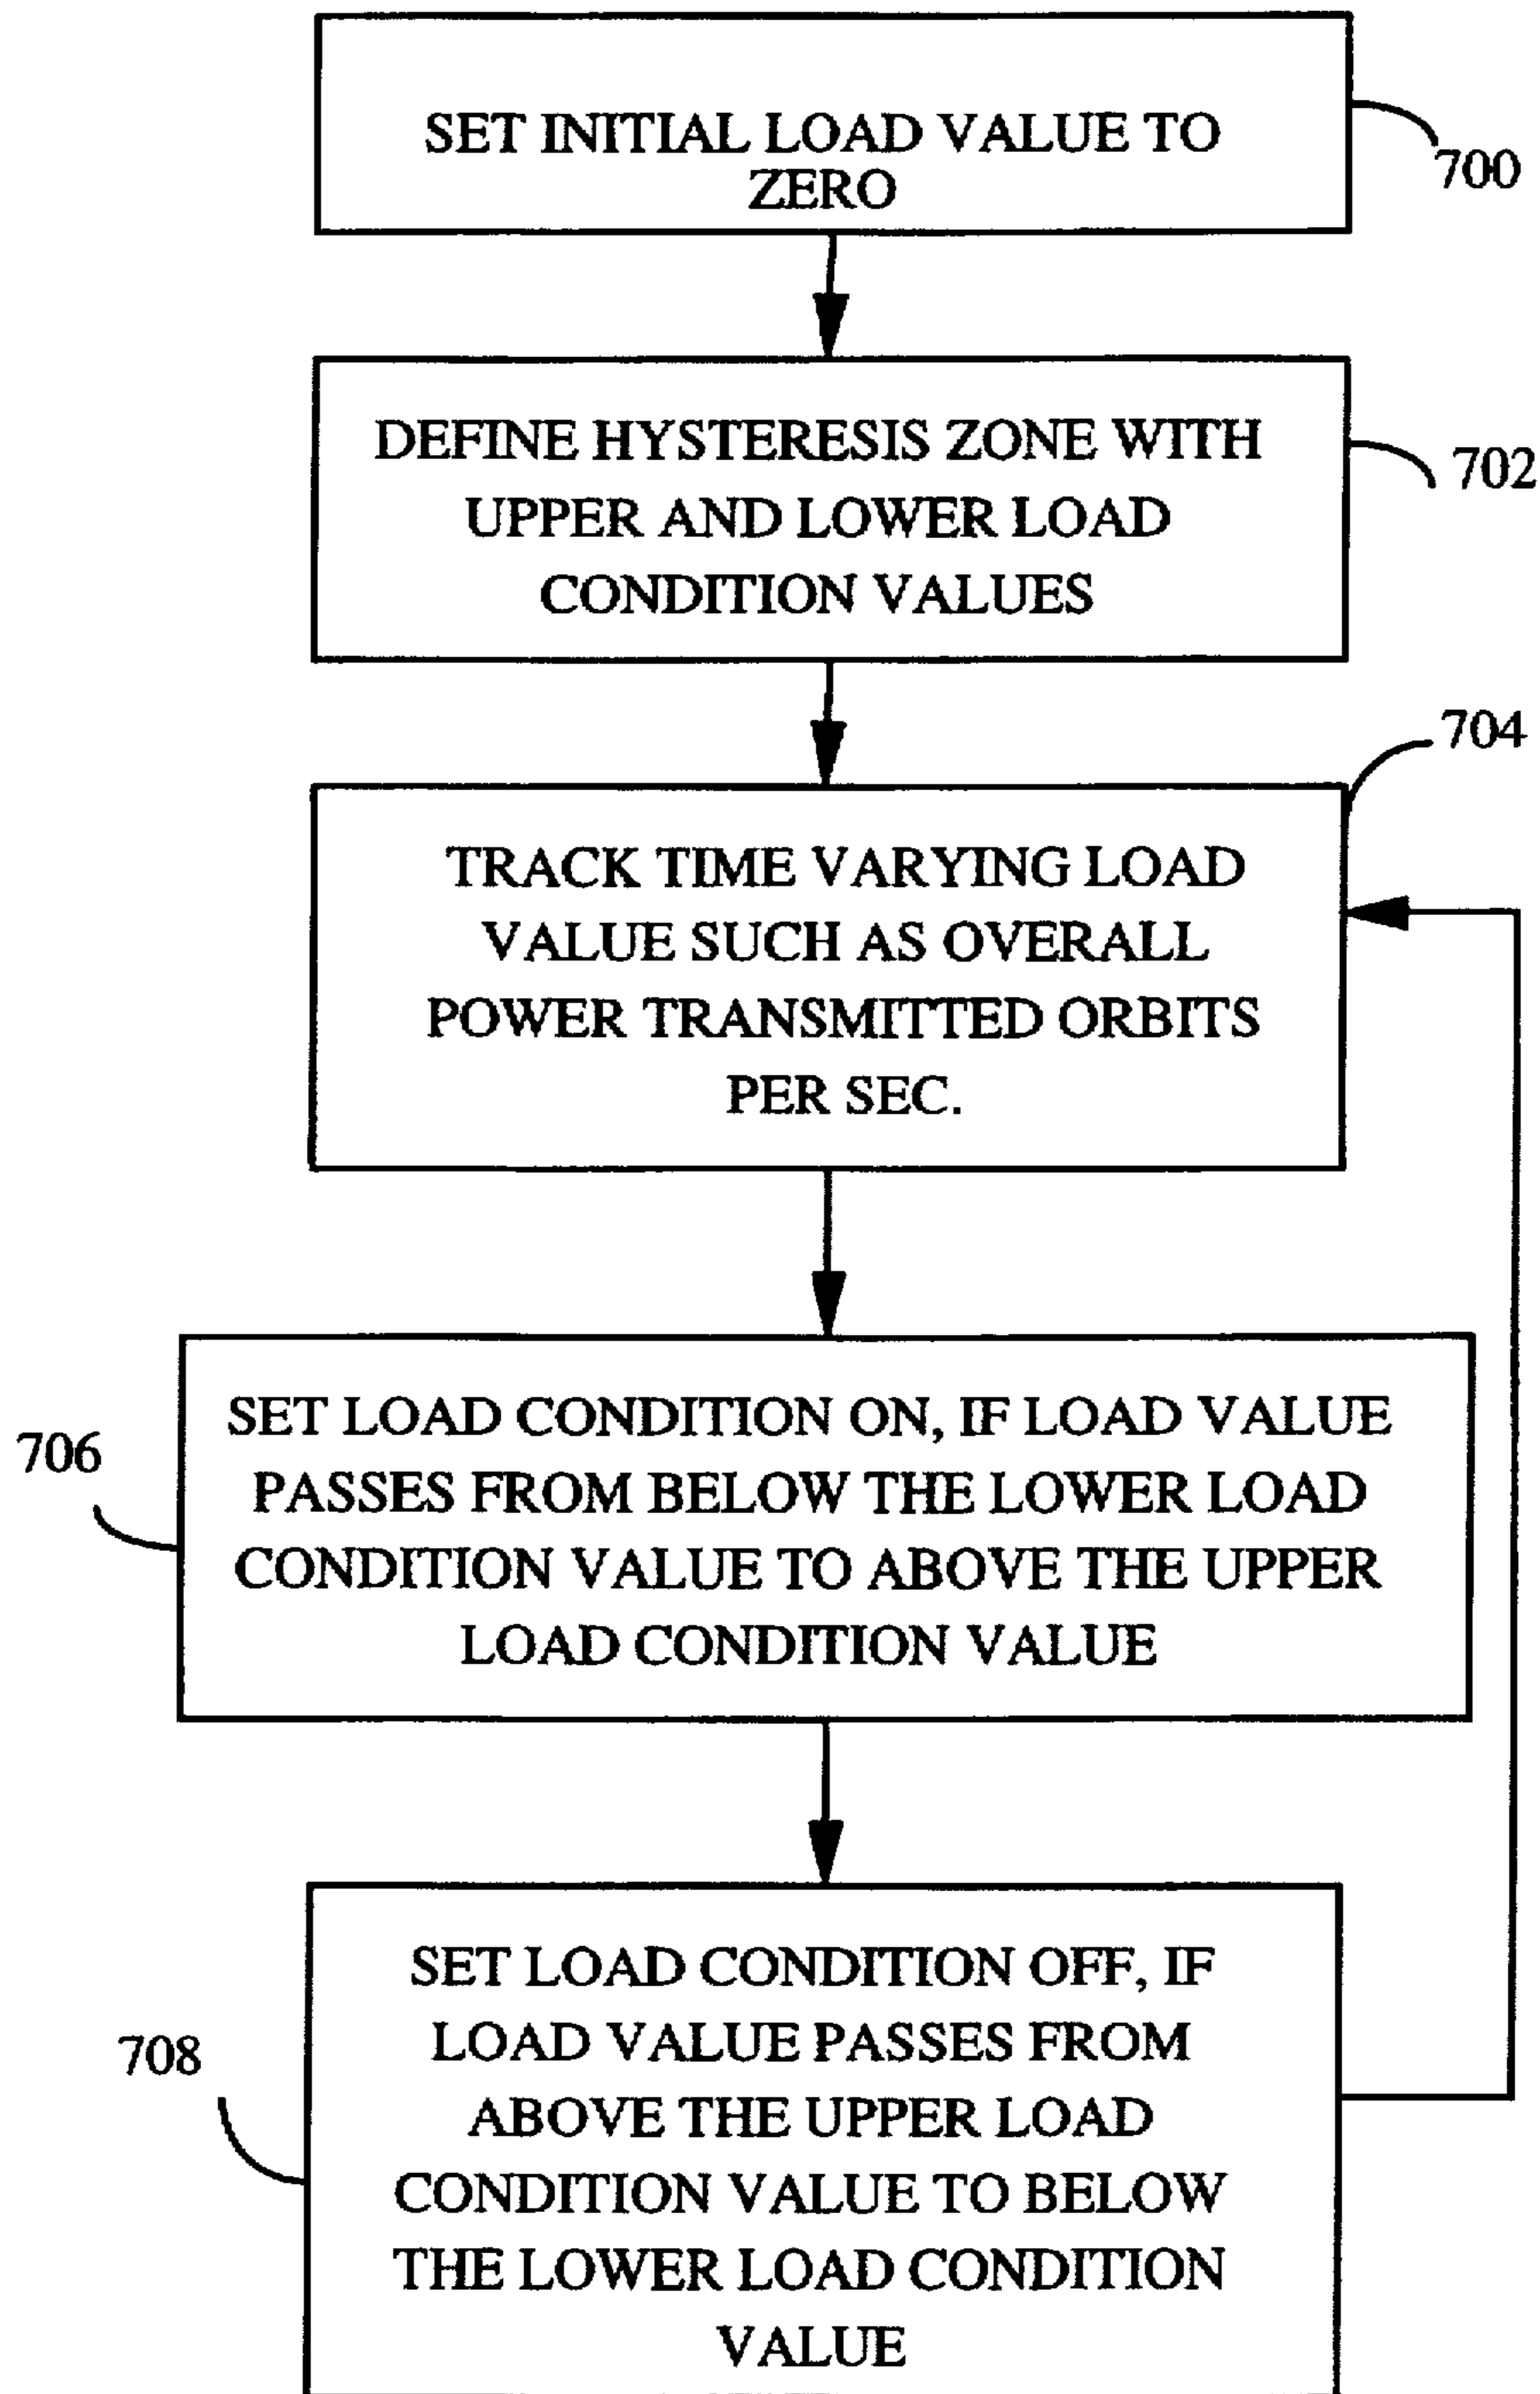 SET INITIAL LOAD VALUE TO
ZERO
700
DEFINE HYSTERESIS ZONE WITH
UPPER AND LOWER LOAD
CONDITION VALUES
702
704
TRACK TIME VARYING LOAD
VALUE SUCH AS OVERALL
POWER TRANSMITTED ORBITS
PER SEC.
706
SET LOAD CONDITION ON, IF LOAD VALUE
PASSES FROM BELOW THE LOWER LOAD
CONDITION VALUE TO ABOVE THE UPPER
LOAD CONDITION VALUE
708
SET LOAD CONDITION OFF, IF
LOAD VALUE PASSES FROM
ABOVE THE UPPER LOAD
CONDITION VALUE TO BELOW
THE LOWER LOAD CONDITION
VALUE